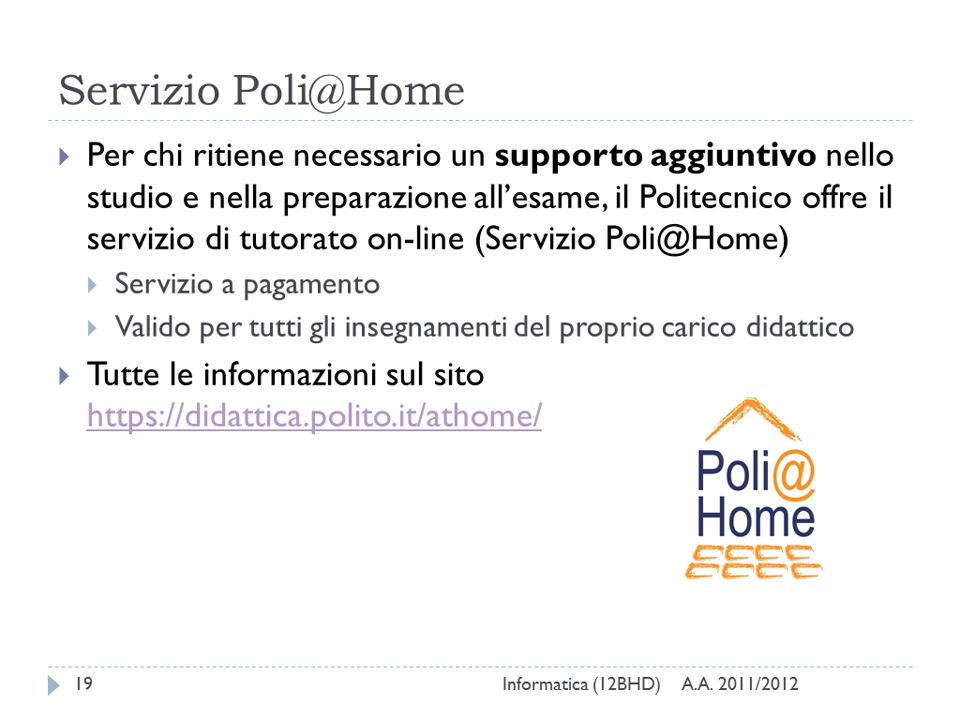 Servizio Poli@Home
Per chi ritiene necessario un supporto aggiuntivo nello
studio e nella preparazione all’esame, il Politecnico offre il
servizio di tutorato on-line (Servizio Poli@Home)
Servizio a pagamento
Valido per tutti gli insegnamenti del proprio carico didattico
Tutte le informazioni sul sito
https://didattica.polito.it/athome/
Poli@
Home
19 Informatica (12BHD) A.A. 2011/2012